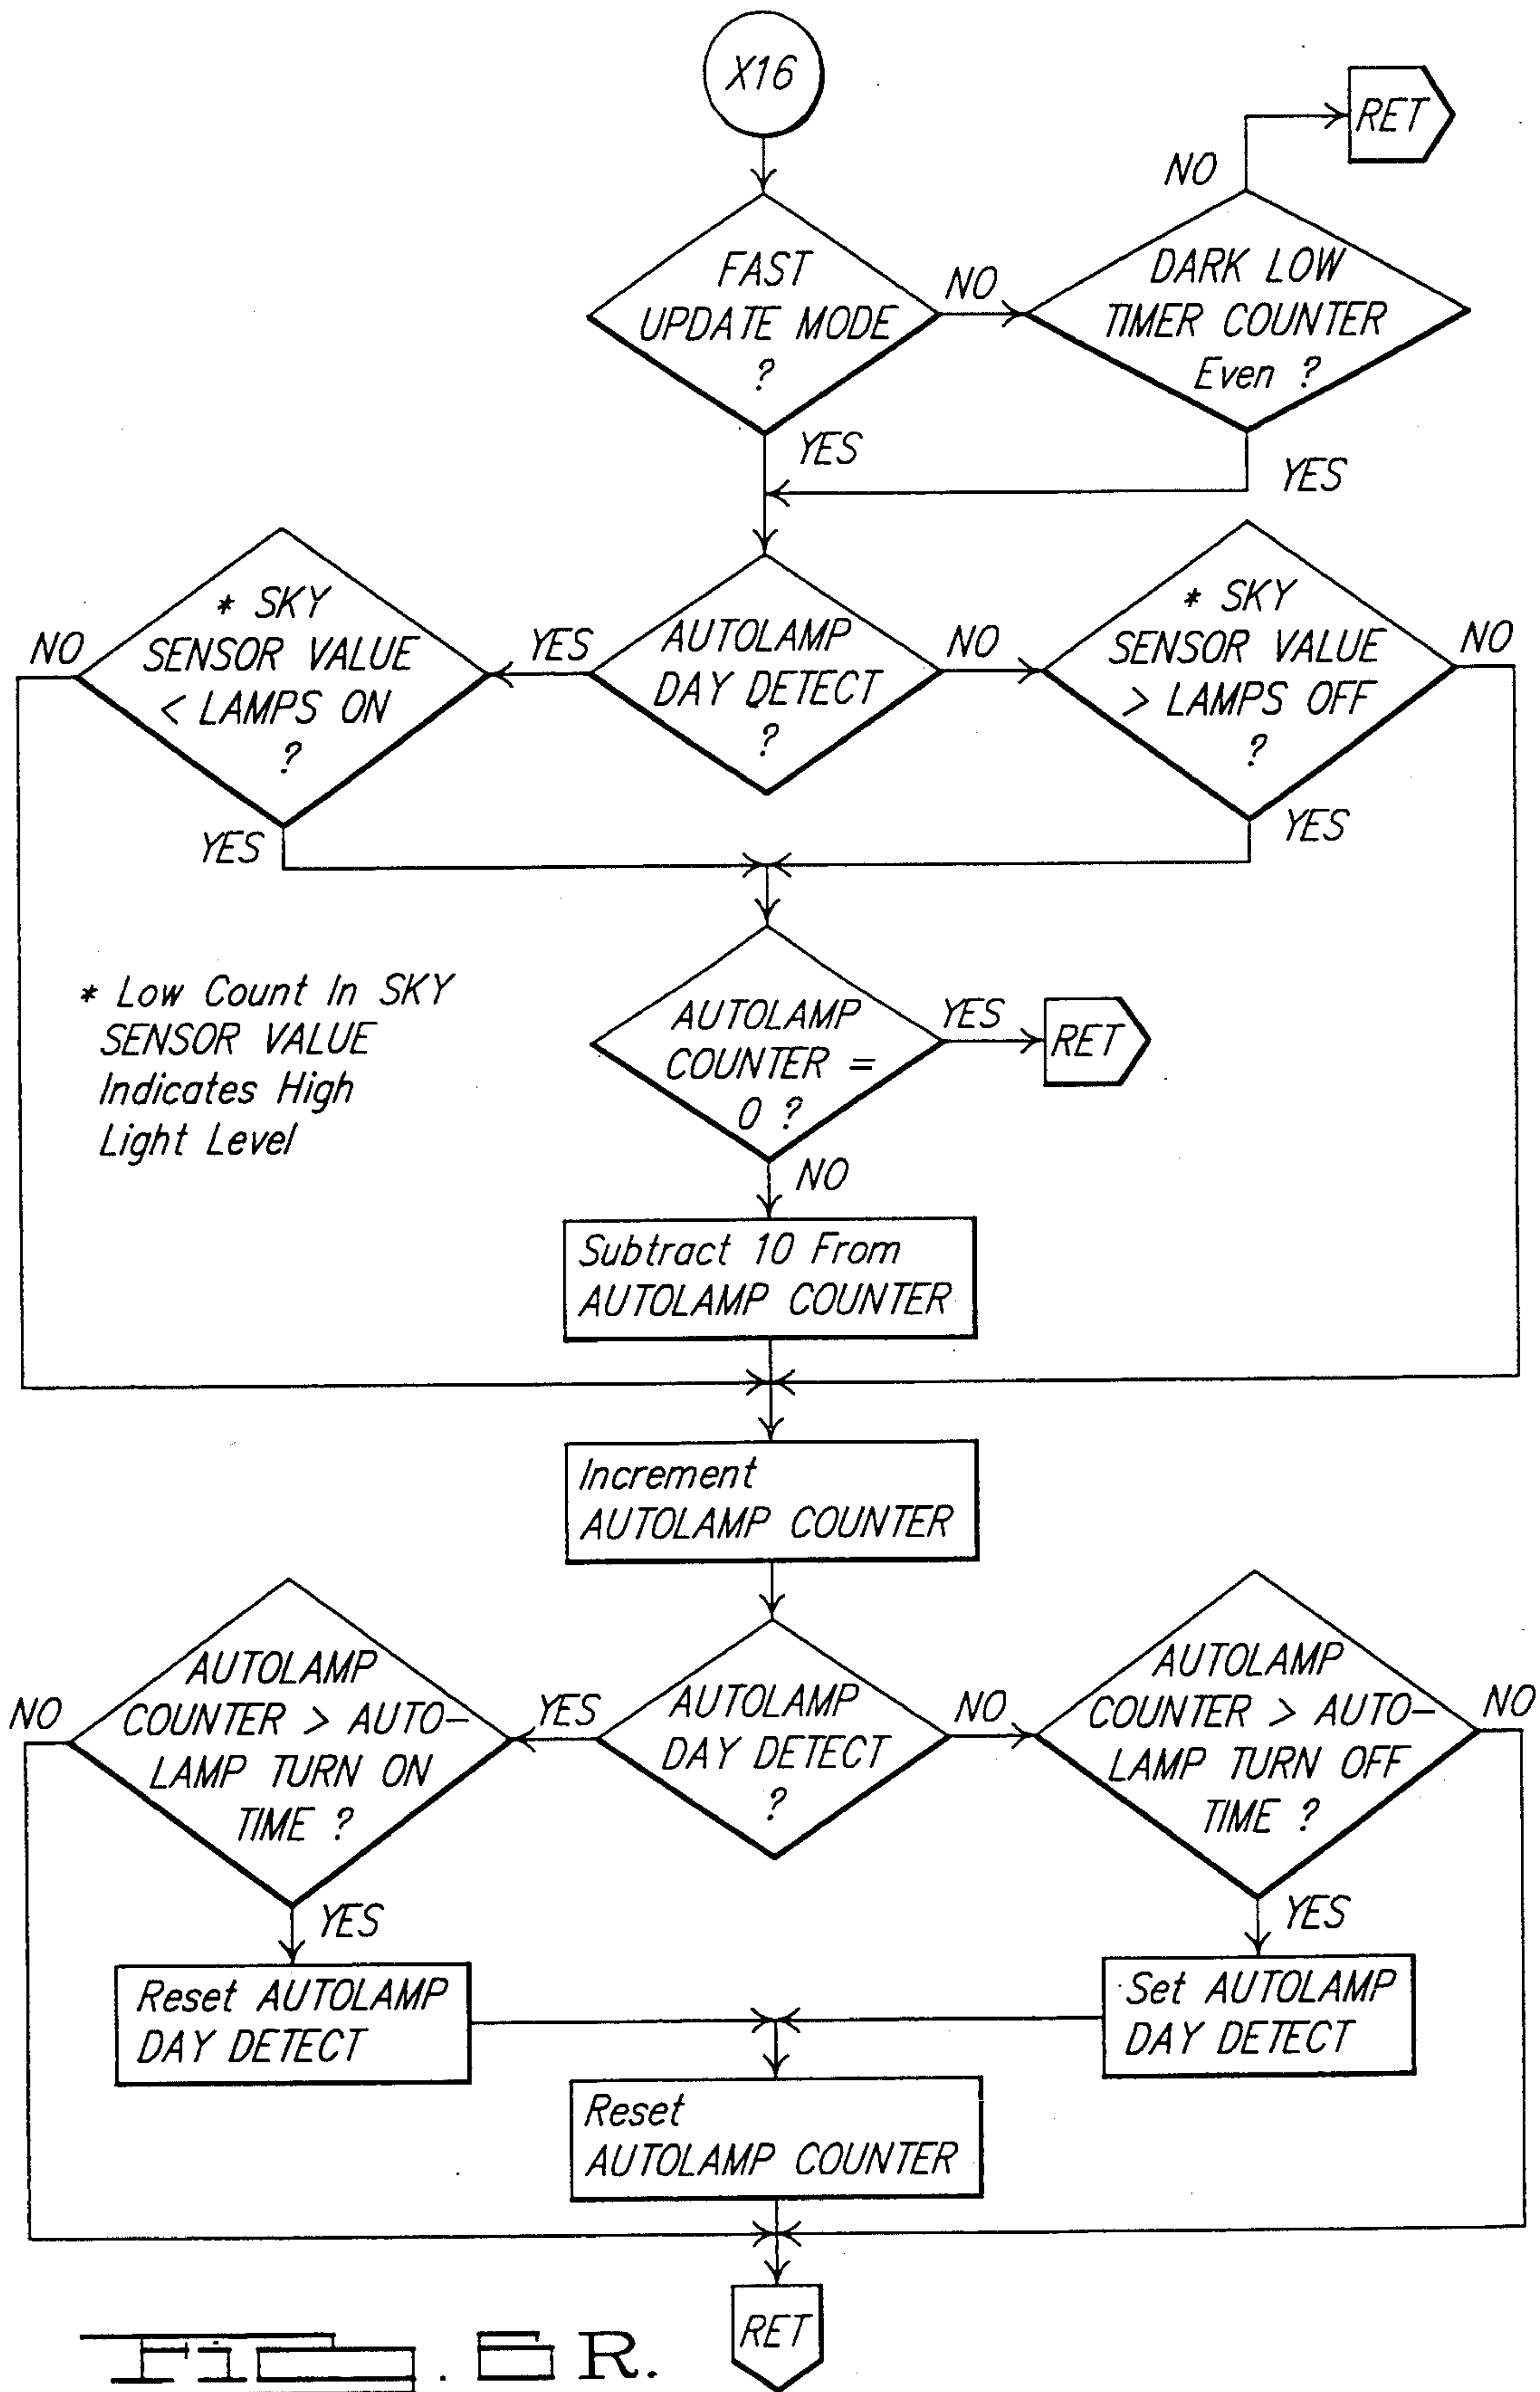 X16
RET
NO
FAST
UPDATE MODE
?
NO
DARK LOW
TIMER COUNTER
Even ?
YES
YES
* SKY
SENSOR VALUE
< LAMPS ON
?
NO
YES
AUTOLAMP
DAY DETECT
?
NO
* SKY
SENSOR VALUE
> LAMPS OFF
?
NO
YES
YES
* Low Count In SKY
SENSOR VALUE
Indicates High
Light Level
AUTOLAMP
COUNTER =
0 ?
YES
RET
NO
Subtract 10 From
AUTOLAMP COUNTER
Increment
AUTOLAMP COUNTER
NO
AUTOLAMP
COUNTER > AUTO-
LAMP TURN ON
TIME ?
YES
AUTOLAMP
DAY DETECT
?
NO
AUTOLAMP
COUNTER > AUTO-
LAMP TURN OFF
TIME ?
NO
YES
YES
Reset AUTOLAMP
DAY DETECT
Set AUTOLAMP
DAY DETECT
Reset
AUTOLAMP COUNTER
RET